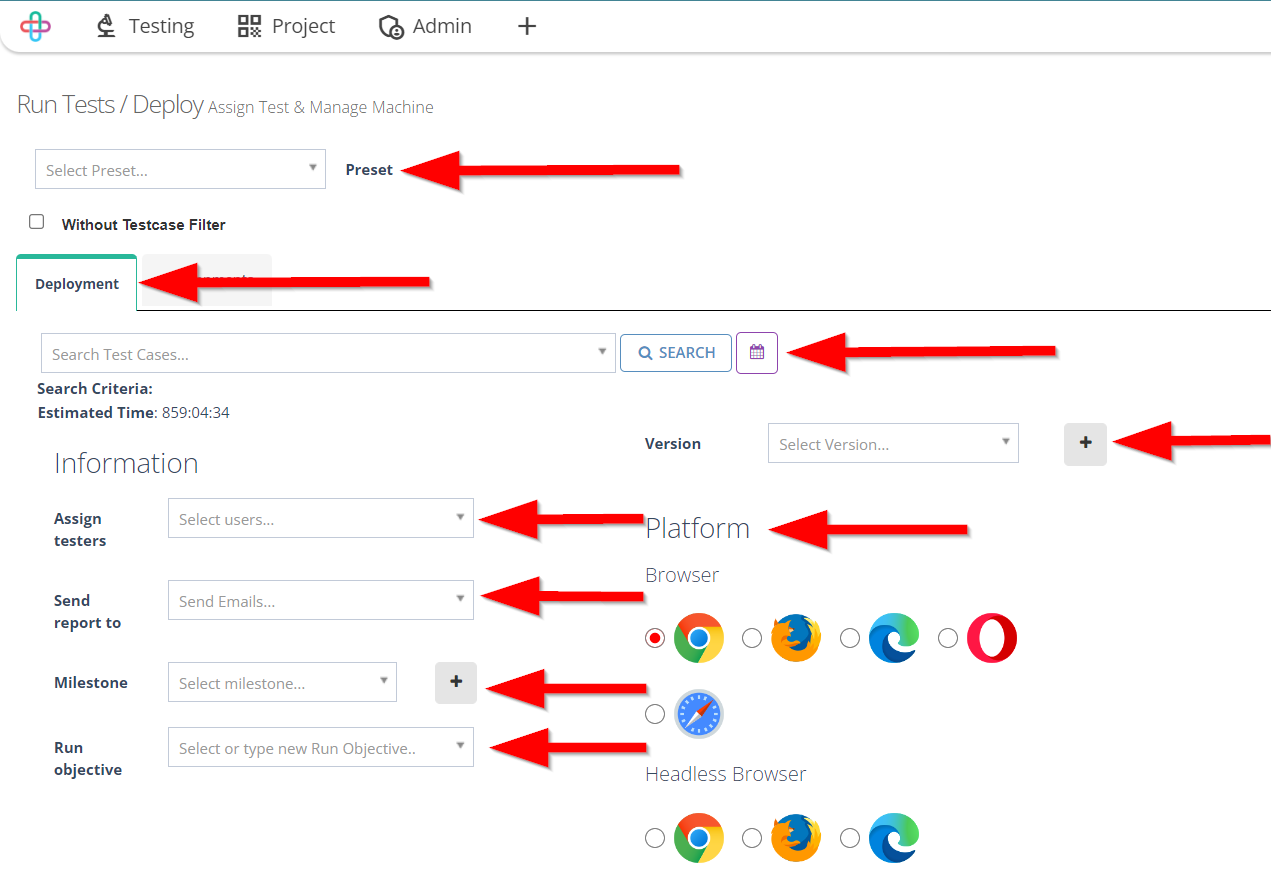 Testing Project Admin +
Run Tests / Deploy Assign Test & Manage Machine
Select Preset... Preset
Without Testcase Filter
Deployment
Search Test Cases... SEARCH
Search Criteria:
Estimated Time: 859:04:34
Version Select Version... +
Information
Assign testers Select users...
Send report to Send Emails...
Milestone Select milestone... +
Run objective Select or type new Run Objective..
Platform
Browser
Headless Browser